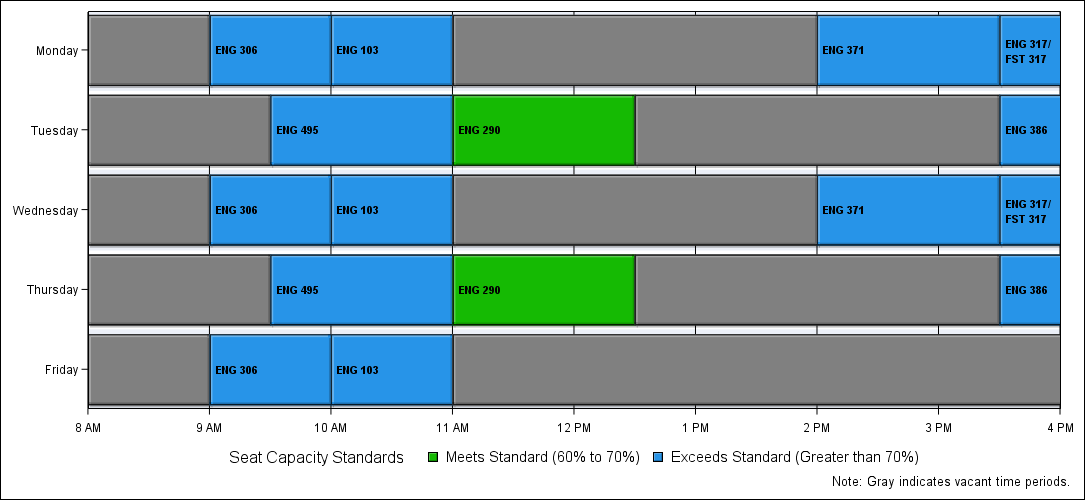 Monday
ENG 306
ENG 103
ENG 371
ENG 317/
FST 317
Tuesday
ENG 495
ENG 290
ENG 386
Wednesday
ENG 306
ENG 103
ENG 371
ENG 317/
FST 317
Thursday
ENG 495
ENG 290
ENG 386
Friday
ENG 306
ENG 103
8 AM 9 AM 10 AM 11 AM 12 PM 1 PM 2 PM 3 PM 4 PM
Seat Capacity Standards Meets Standard (60% to 70%) Exceeds Standard (Greater than 70%)
Note: Gray indicates vacant time periods.